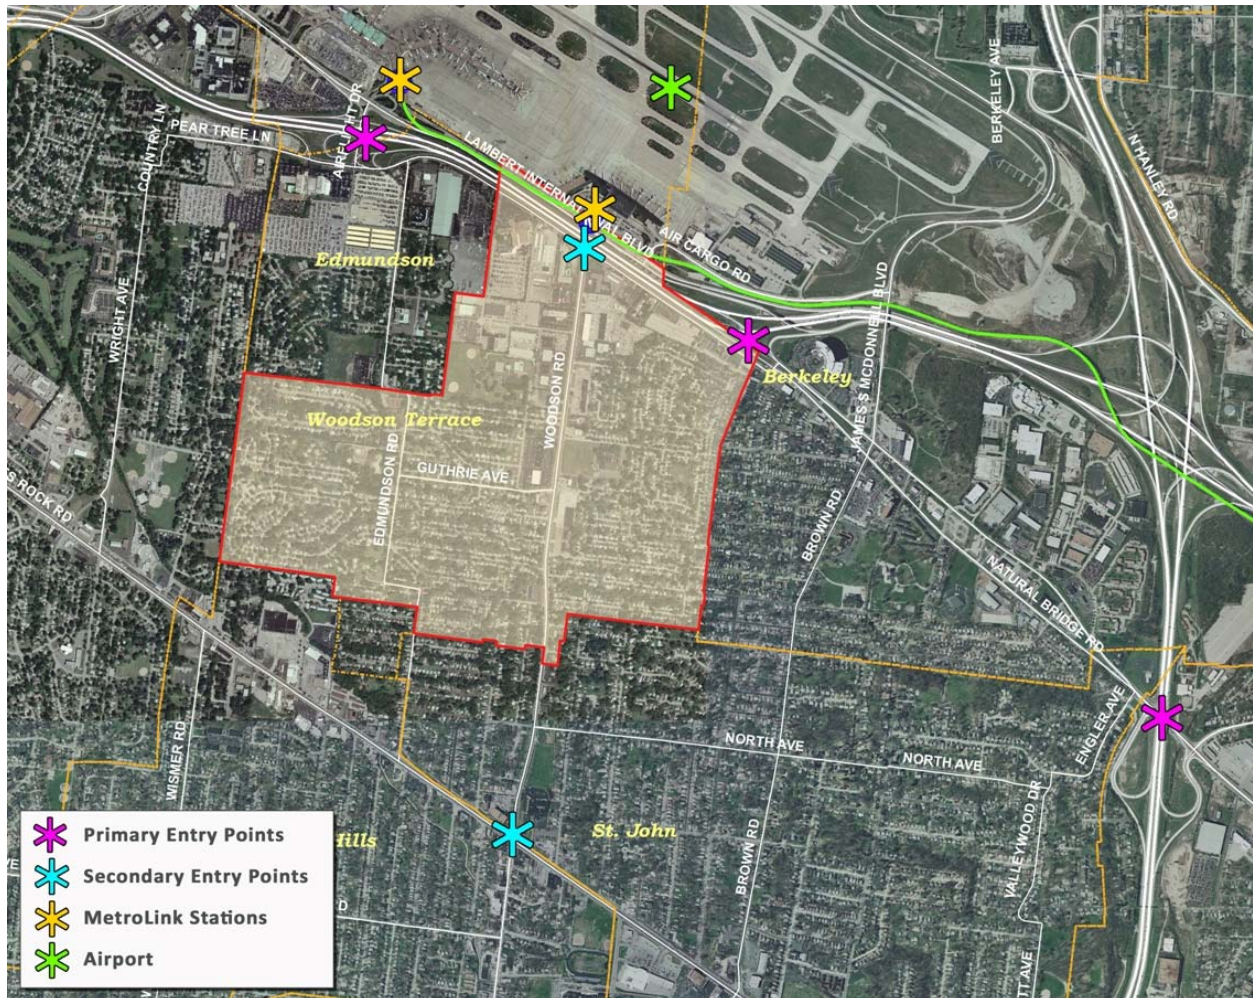 BERKELEY AVE
PEAR TREE LN
COUNTRY LN
AIRFLIGHT DR
LAMBERT INTERNATIONAL BLVD
N HANLEY RD
AIR CARGO RD
Edmundson
WRIGHT AVE
JAMES S MCDONNELL BLVD
WOODSON RD
Berkeley
Woodson Terrace
EDMUNDSON RD
GUTHRIE AVE
S ROCK RD
BROWN RD
NATURAL BRIDGE RD
WISMER RD
NORTH AVE
NORTH AVE
ENGLER AVE
VALLEYWOOD DR
St. John
Hills
BROWN RD
Primary Entry Points
Secondary Entry Points
MetroLink Stations
Airport